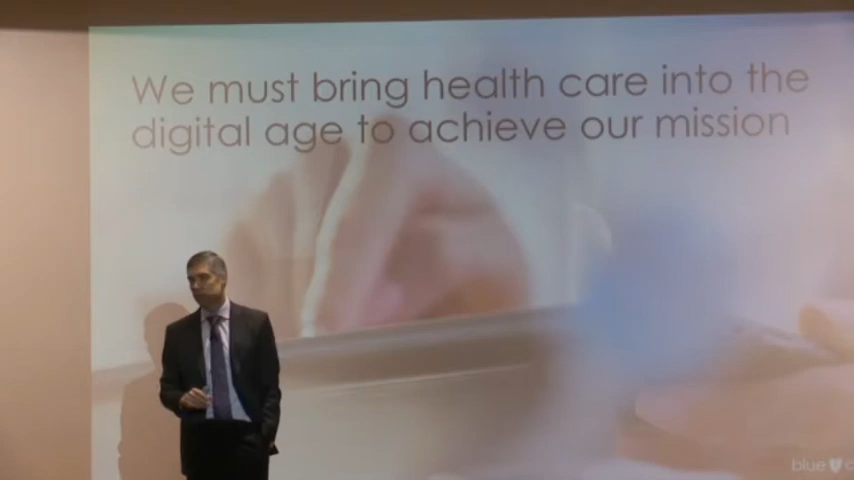 We must bring health care into the
digital age to achieve our mission
blue